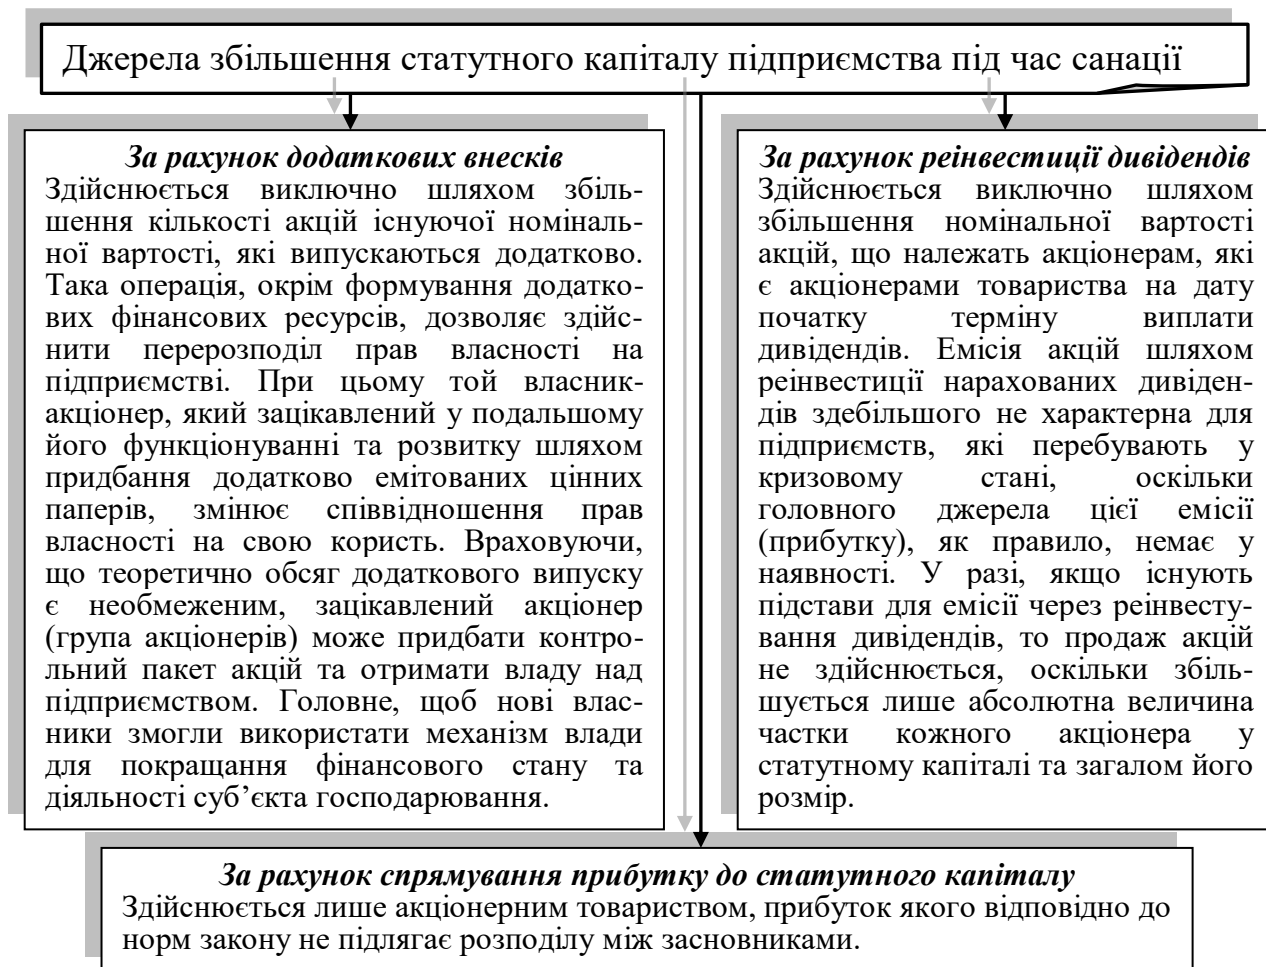 Джерела збільшення статутного капіталу підприємства під час санації
За рахунок додаткових внесків
Здійснюється виключно шляхом збіль-
шення кількості акцій існуючої номіналь-
ної вартості, які випускаються додатково.
Така операція, окрім формування додатко-
вих фінансових ресурсів, дозволяє здійс-
нити перерозподіл прав власності на
підприємстві. При цьому той власник-
акціонер, який зацікавлений у подальшому
його функціонуванні та розвитку шляхом
придбання додатково емітованих цінних
паперів, змінює співвідношення прав
власності на свою користь. Враховуючи,
що теоретично обсяг додаткового випуску
є необмеженим, зацікавлений акціонер
(група акціонерів) може придбати контро-
льний пакет акцій та отримати владу над
підприємством. Головне, щоб нові влас-
ники змогли використати механізм влади
для покращання фінансового стану та
діяльності суб’єкта господарювання.
За рахунок реінвестиції дивідендів
Здійснюється виключно шляхом
збільшення номінальної вартості
акцій, що належать акціонерам, які
є акціонерами товариства на дату
початку терміну виплати
дивідендів. Емісія акцій шляхом
реінвестиції нарахованих дивіден-
дів здебільшого не характерна для
підприємств, які перебувають у
кризовому стані, оскільки
головного джерела цієї емісії
(прибутку), як правило, немає у
наявності. У разі, якщо існують
підстави для емісії через реінвесту-
вання дивідендів, то продаж акцій
не здійснюється, оскільки збіль-
шується лише абсолютна величина
частки кожного акціонера у
статутному капіталі та загалом його
розмір.
За рахунок спрямування прибутку до статутного капіталу
Здійснюється лише акціонерним товариством, прибуток якого відповідно до
норм закону не підлягає розподілу між засновниками.